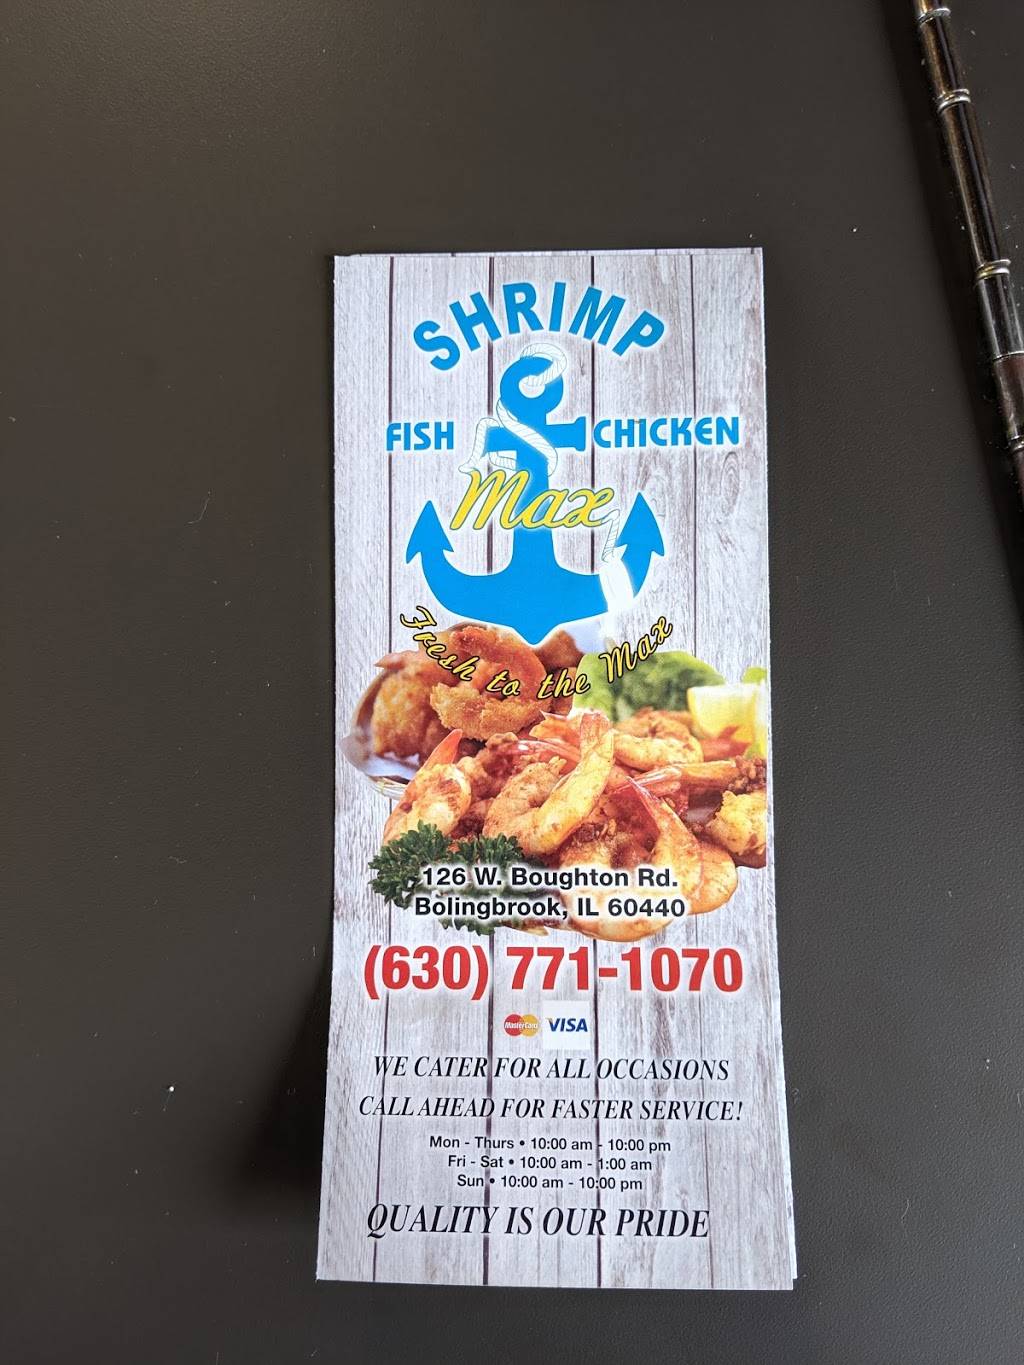 SHRIMP
FISH CHICKEN
Max
Fresh to the Max
126 W. Boughton Rd.
Bolingbrook, IL 60440
(630) 771-1070
MasterCard VISA
WE CATER FOR ALL OCCASIONS
CALL AHEAD FOR FASTER SERVICE!
Mon - Thurs • 10:00 am - 10:00 pm
Fri - Sat • 10:00 am - 1:00 am
Sun • 10:00 am - 10:00 pm
QUALITY IS OUR PRIDE